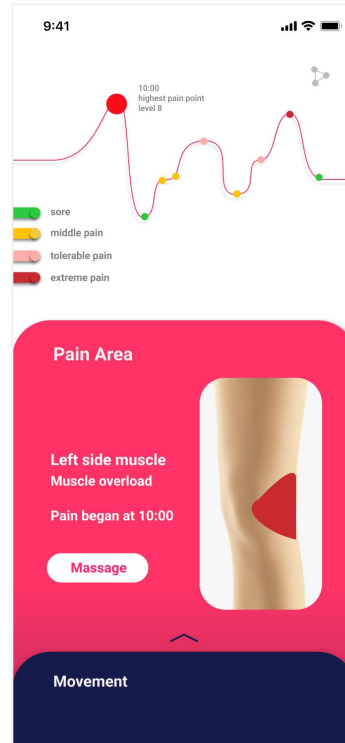 9:41
10:00
highest pain point
level 8
sore
middle pain
tolerable pain
extreme pain
Pain Area
Left side muscle
Muscle overload
Pain began at 10:00
Massage
Movement